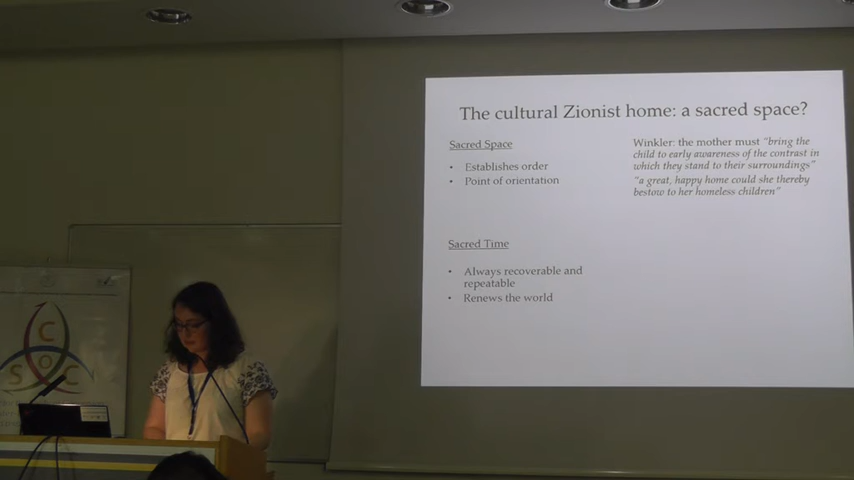 The cultural Zionist home: a sacred space?
Sacred Space
• Establishes order
• Point of orientation
Sacred Time
• Always recoverable and
repeatable
• Renews the world
Winkler: the mother must "bring the
child to early awareness of the contrast in
which they stand to their surroundings"
"a great, happy home could she thereby
bestow to her homeless children"
C
O
S C